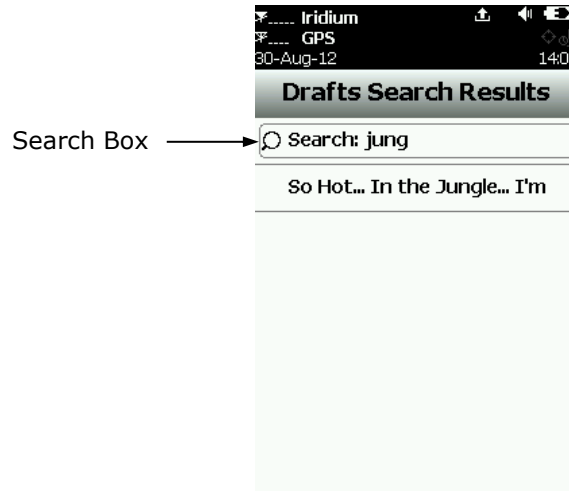 Iridium
GPS
30-Aug-12 14:0
Drafts Search Results
Search Box
Search: jung
So Hot... In the Jungle... I'm